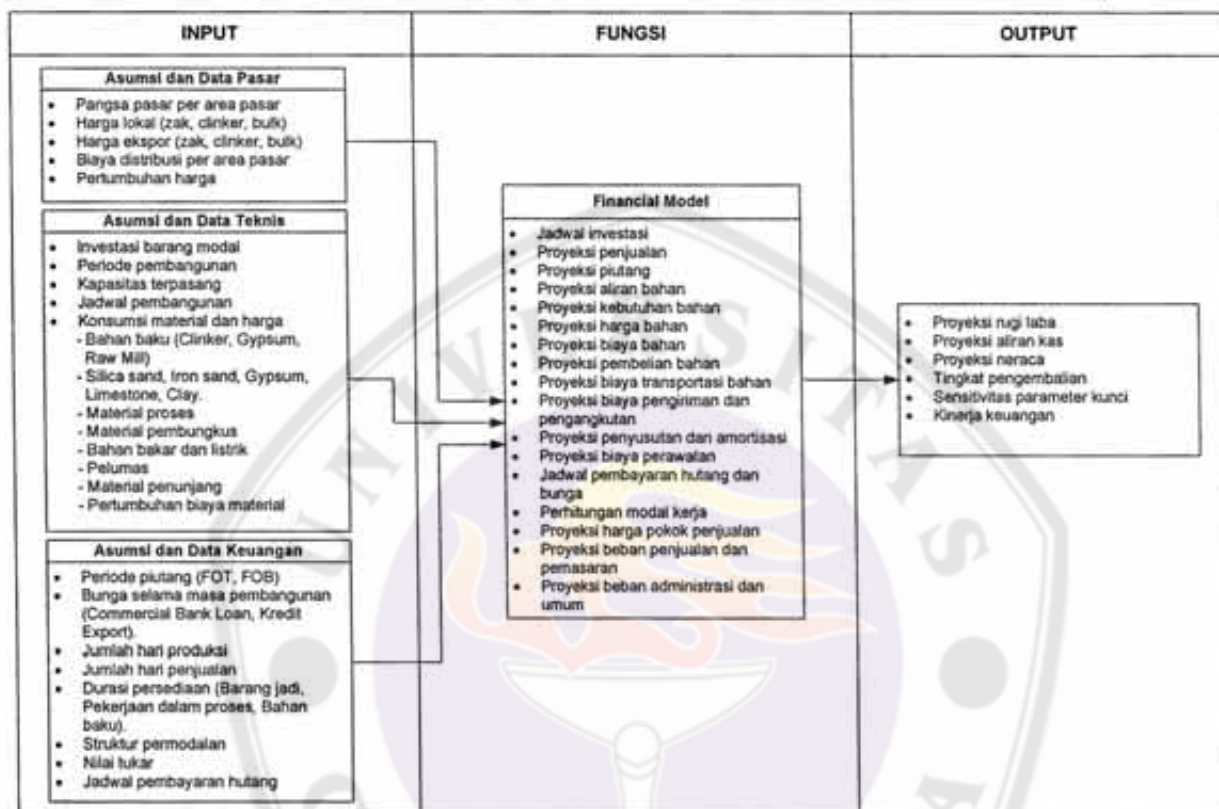 INPUT
FUNGSI
OUTPUT
Asumsi dan Data Pasar
• Pangsa pasar per area pasar
• Harga lokal (zak, clinker, bulk)
• Harga ekspor (zak, clinker, bulk)
• Biaya distribusi per area pasar
• Pertumbuhan harga
Asumsi dan Data Teknis
• Investasi barang modal
• Periode pembangunan
• Kapasitas terpasang
• Jadwal pembangunan
• Konsumsi material dan harga
- Bahan baku (Clinker, Gypsum,
Raw Mill)
- Silica sand, Iron sand, Gypsum,
Limestone, Clay.
- Material proses
- Material pembungkus
- Bahan bakar dan listrik
- Pelumas
- Material penunjang
- Pertumbuhan biaya material
Asumsi dan Data Keuangan
• Periode piutang (FOT, FOB)
• Bunga selama masa pembangunan
(Commercial Bank Loan, Kredit
Export).
• Jumlah hari produksi
• Jumlah hari penjualan
• Durasi persediaan (Barang jadi,
Pekerjaan dalam proses, Bahan
baku).
• Struktur permodalan
• Nilai tukar
• Jadwal pembayaran hutang
Financial Model
• Jadwal investasi
• Proyeksi penjualan
• Proyeksi piutang
• Proyeksi aliran bahan
• Proyeksi kebutuhan bahan
• Proyeksi harga bahan
• Proyeksi biaya bahan
• Proyeksi pembelian bahan
• Proyeksi biaya transportasi bahan
• Proyeksi biaya pengiriman dan
pengangkutan
• Proyeksi penyusutan dan amortisasi
• Proyeksi biaya perawatan
• Jadwal pembayaran hutang dan
bunga
• Perhitungan modal kerja
• Proyeksi harga pokok penjualan
• Proyeksi beban penjualan dan
pemasaran
• Proyeksi beban administrasi dan
umum
• Proyeksi rugi laba
• Proyeksi aliran kas
• Proyeksi neraca
• Tingkat pengembalian
• Sensitivitas parameter kunci
• Kinerja keuangan
UNIVERSITAS